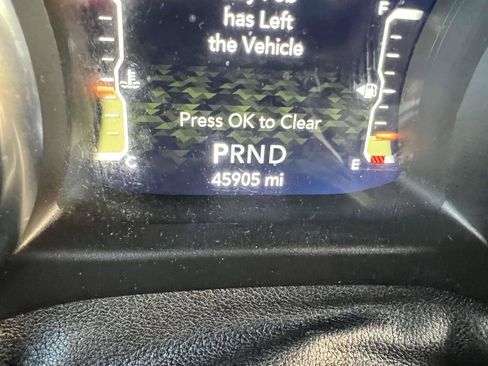 has Left
the Vehicle
F
Press OK to Clear
PRND
C
45905 mi
E